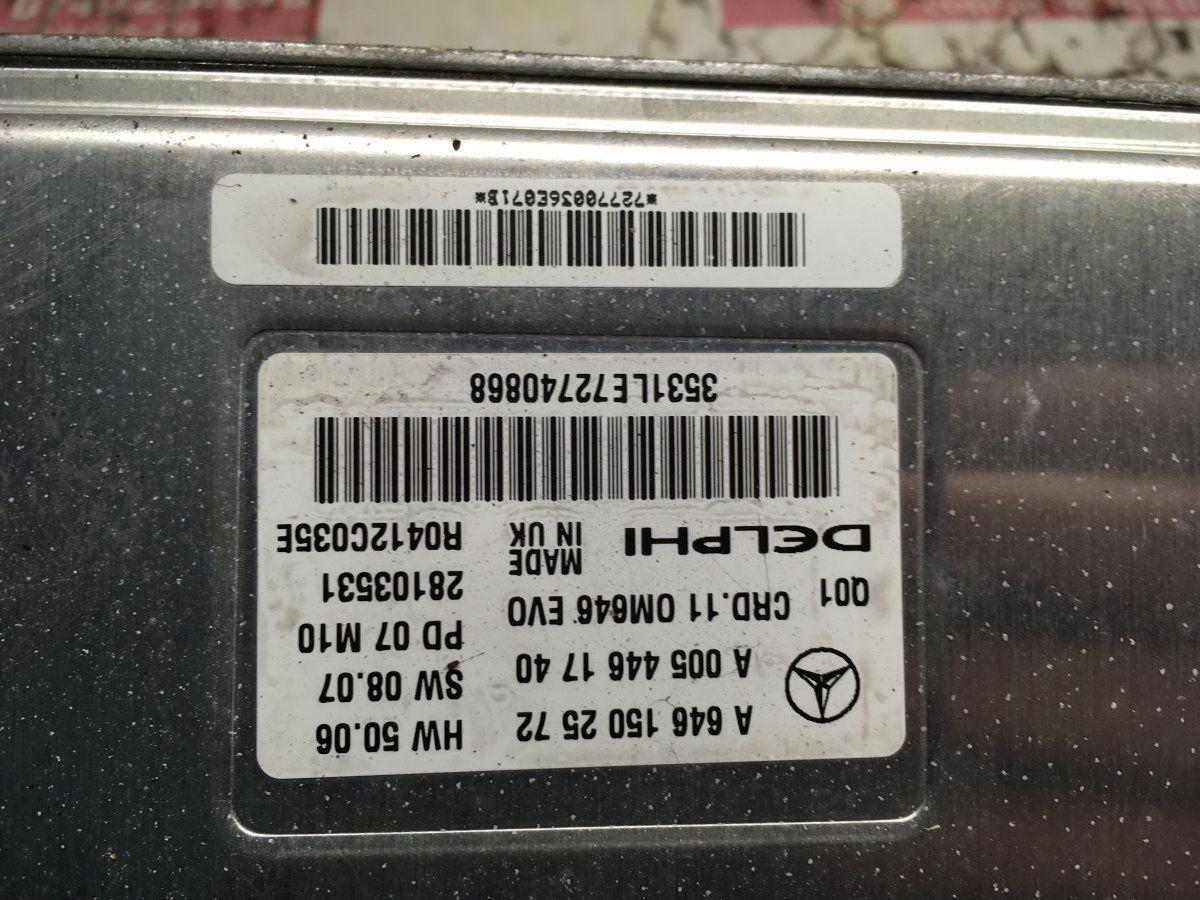 A 646 150 25 72 HW 50.06
A 005 446 17 40 SW 08.07
PD 07 M10
Q01 CRD.11 OM646 EVO 28103531
DELPHI MADE IN UK R0412C035E
3531LE72740868
*72770036E071B*